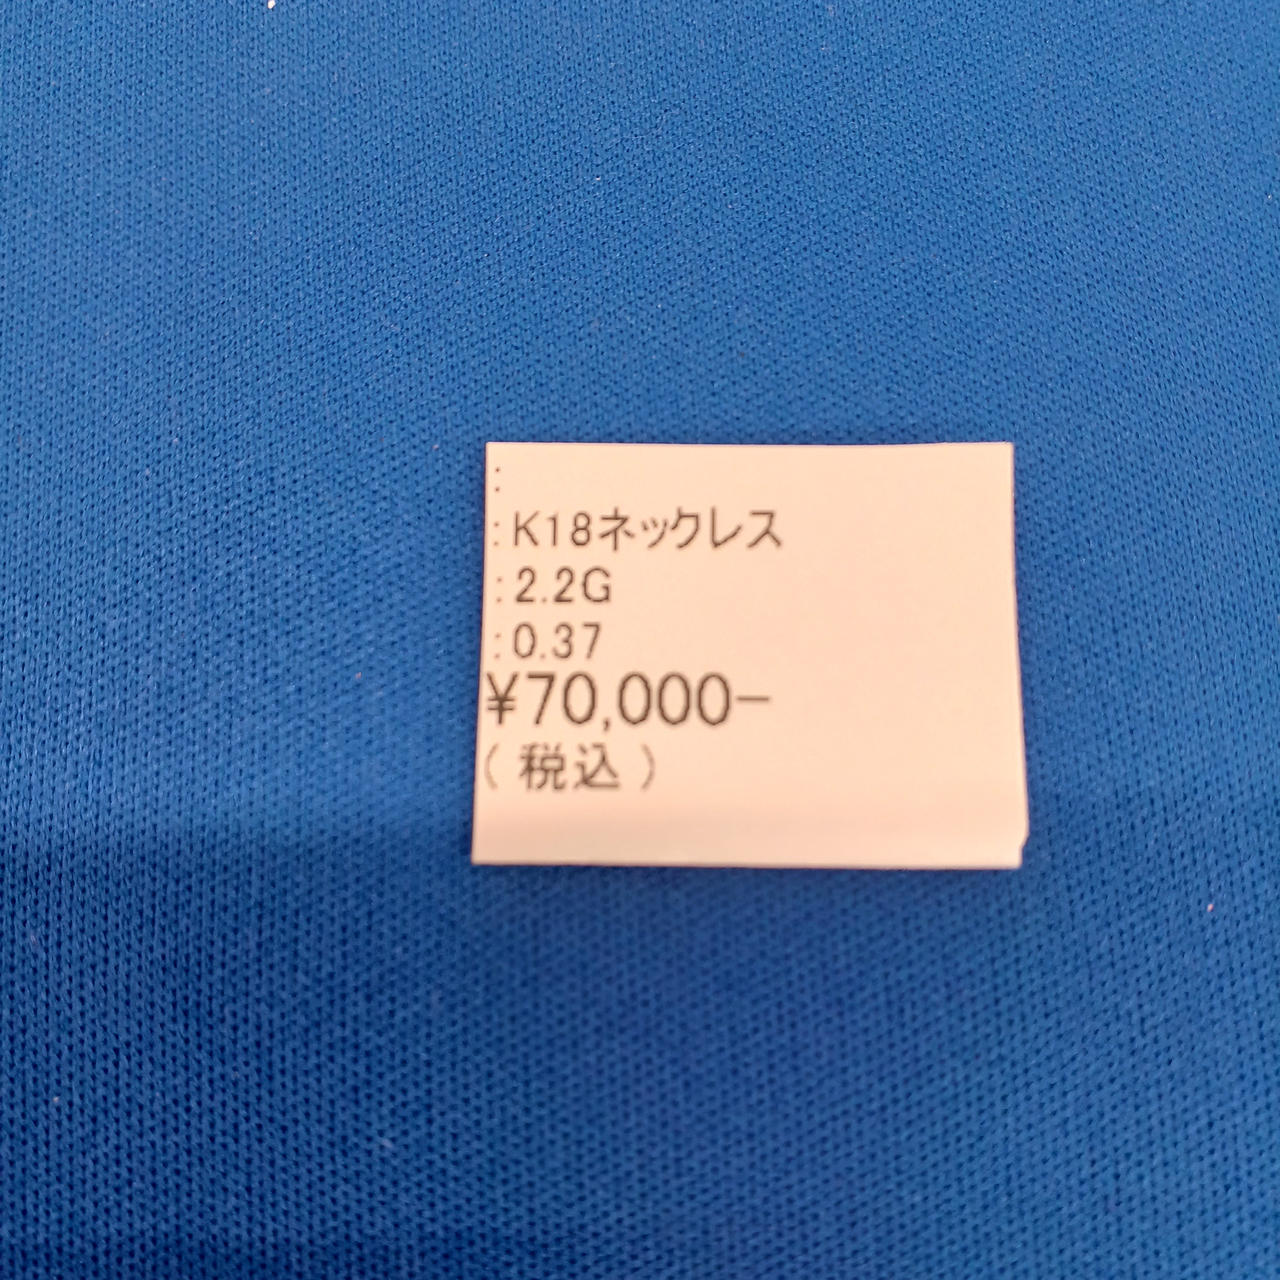 :
:K18ネックレス
:2.2G
:0.37
¥70,000-
(税込)